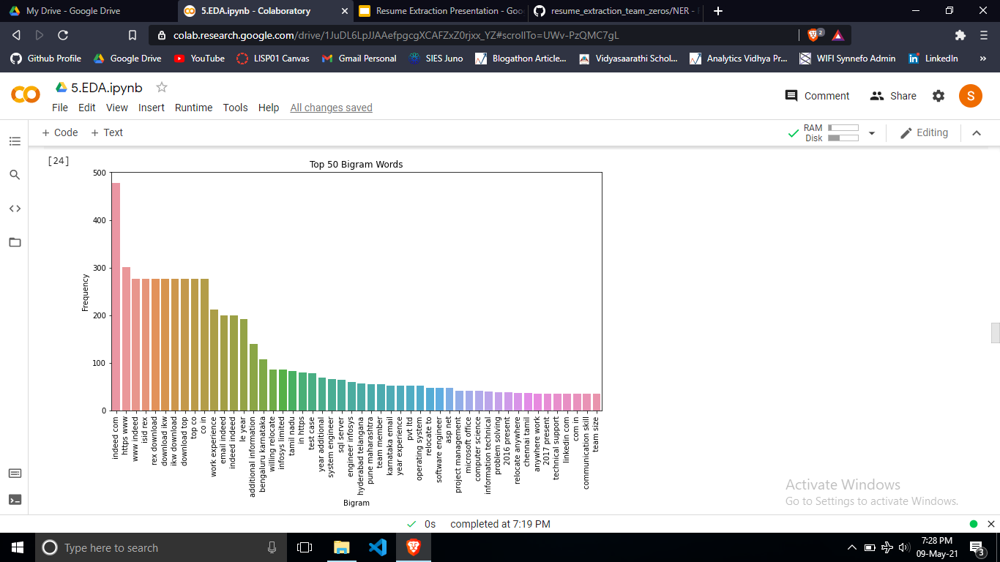 My Drive - Google Drive
5.EDA.ipynb - Colaboratory
Resume Extraction Presentation - Goo
resume_extraction_team_zeros/NER -
colab.research.google.com/drive/1JuDL6LpJJAAefpgcgXCAFZxZ0rjxx_YZ#scrollTo=UWv-PzQMC7gL
2
Github Profile
Google Drive
YouTube
LISP01 Canvas
Gmail Personal
SIES Juno
Blogathon Article...
Vidyasaarathi Schol...
Analytics Vidhya Pr...
WIFI Synnefo Admin
LinkedIn
»
5.EDA.ipynb
Comment
Share
S
File Edit View Insert Runtime Tools Help All changes saved
+ Code + Text
RAM
Disk
Editing
[24]
Top 50 Bigram Words
500
400
300
200
100
0
Frequency
indeed com
https www
www indeed
isid rex
rex download
download ikw
ikw download
download top
top co
co in
work experience
email indeed
indeed indeed
le year
additional information
bengaluru karnataka
willing relocate
infosys limited
tamil nadu
in https
test case
year additional
system engineer
sql server
engineer infosys
hyderabad telangana
pune maharashtra
team member
karnataka email
year experience
pvt ltd
operating system
relocate to
software engineer
asp net
project management
microsoft office
computer science
information technical
problem solving
2016 present
relocate anywhere
chennai tamil
anywhere work
2017 present
technical support
linkedin com
com in
communication skill
team size
Bigram
Activate Windows
Go to Settings to activate Windows.
0s completed at 7:19 PM
Type here to search
7:28 PM
09-May-21
3